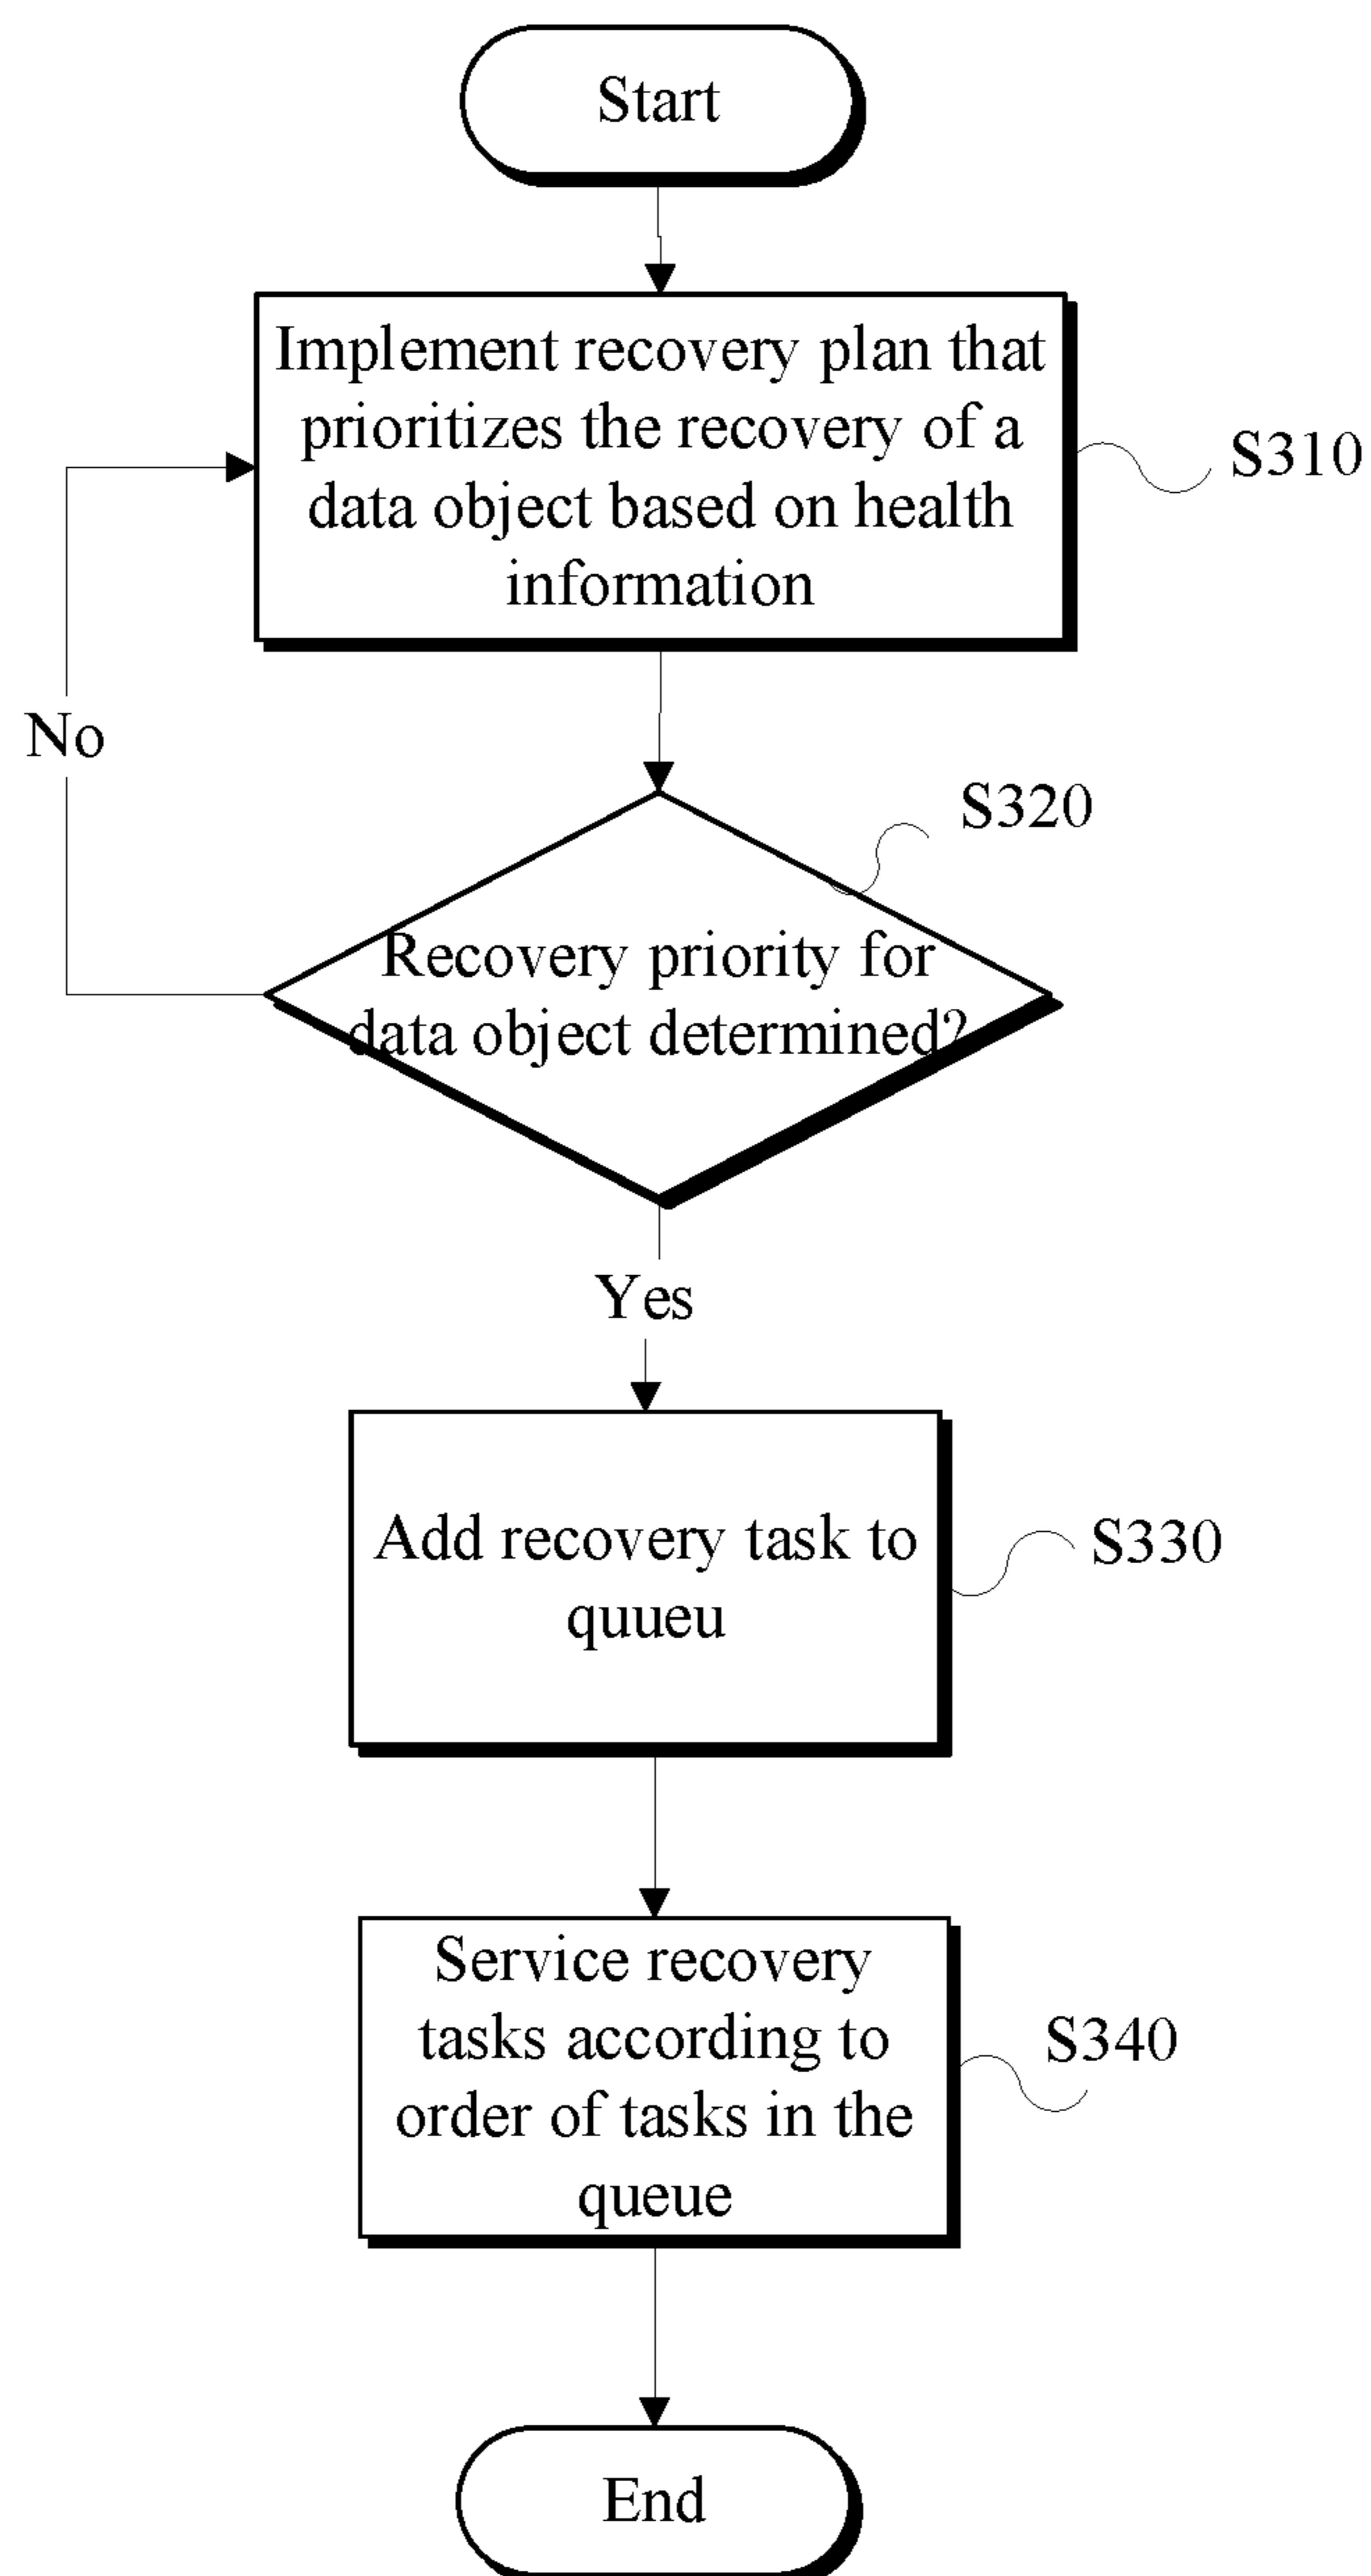 Start
Implement recovery plan that
prioritizes the recovery of a
data object based on health
information
S310
No
S320
Recovery priority for
data object determined?
Yes
Add recovery task to
quueu
S330
Service recovery
tasks according to
order of tasks in the
queue
S340
End